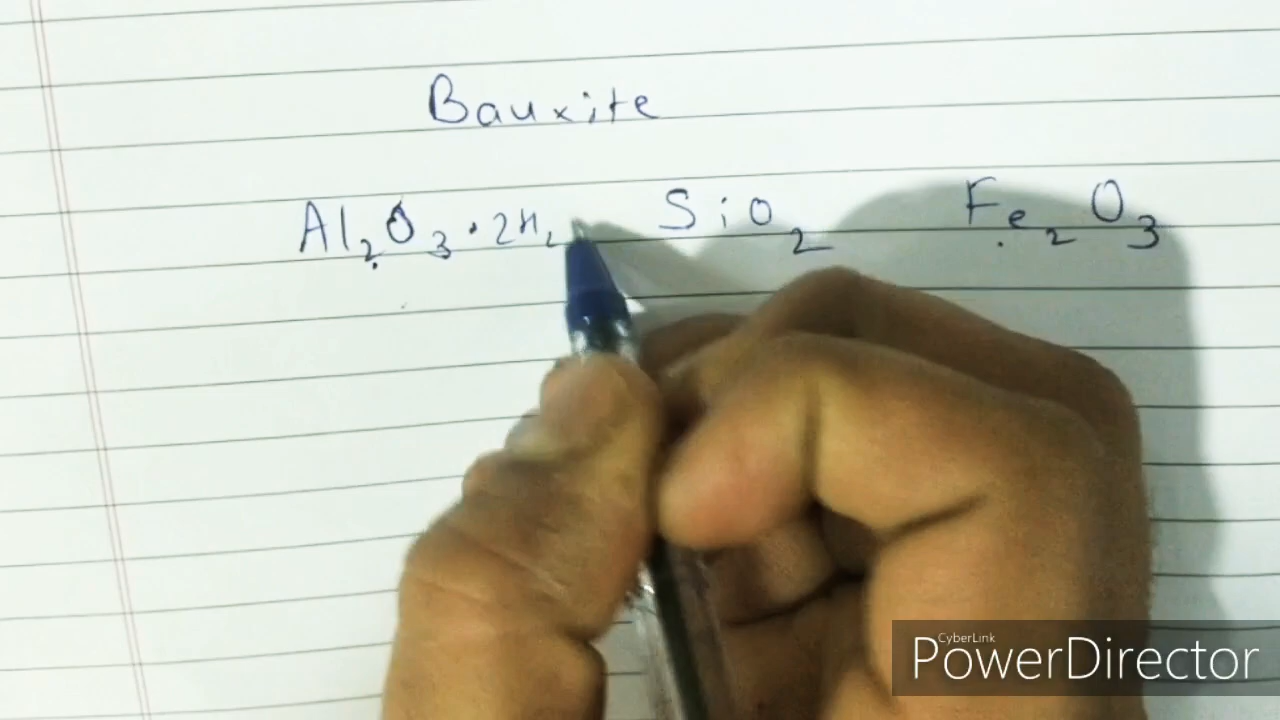 Bauxite
Al₂O₃·2H₂ SiO₂ Fe₂O₃
CyberLink
PowerDirector